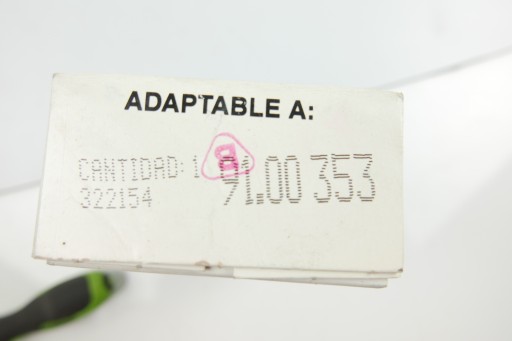 ADAPTABLE A:
CANTIDAD: 1 91.00 353
322154